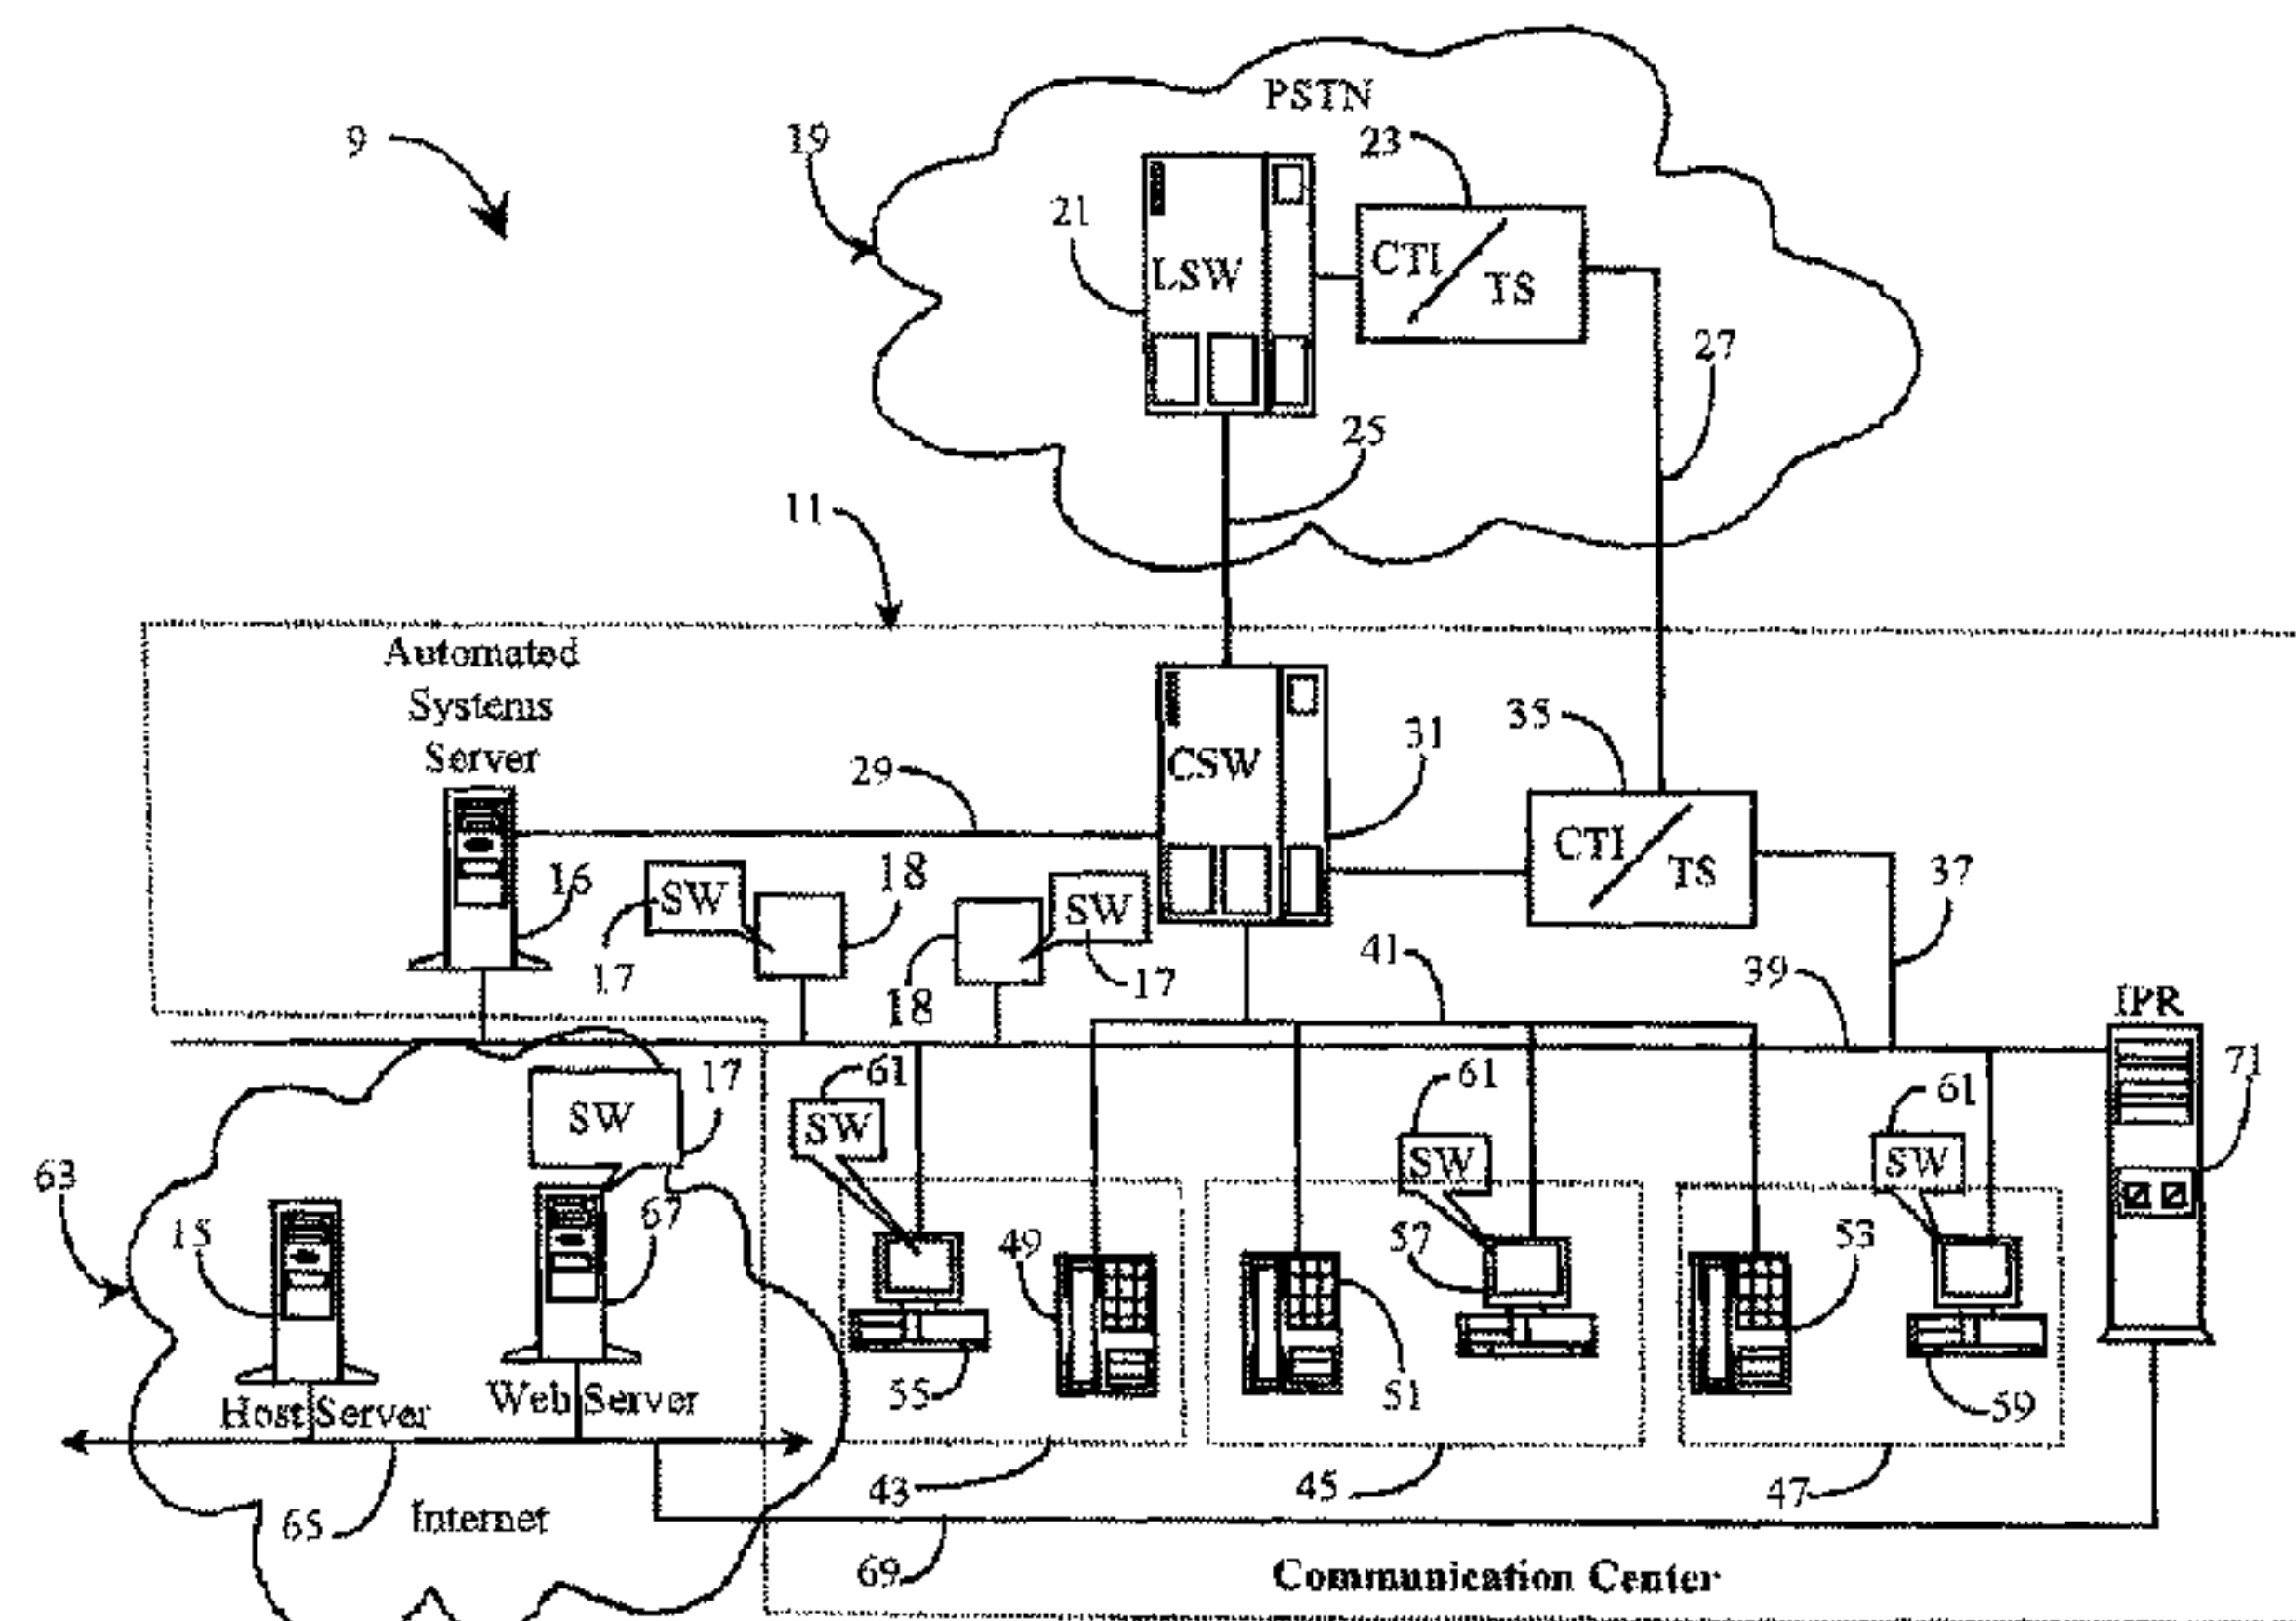 PSTN
9
19
23
21
LSW
CTI
TS
27
25
11
Automated
Systems
Server
35
31
29
CSW
CTI
TS
16
SW
18
SW
37
17
18
17
41
39
IPR
71
SW
17
61
SW
61
SW
61
SW
63
15
67
49
57
53
55
51
59
Host Server
Web Server
43
45
47
65
Internet
69
Communication Center